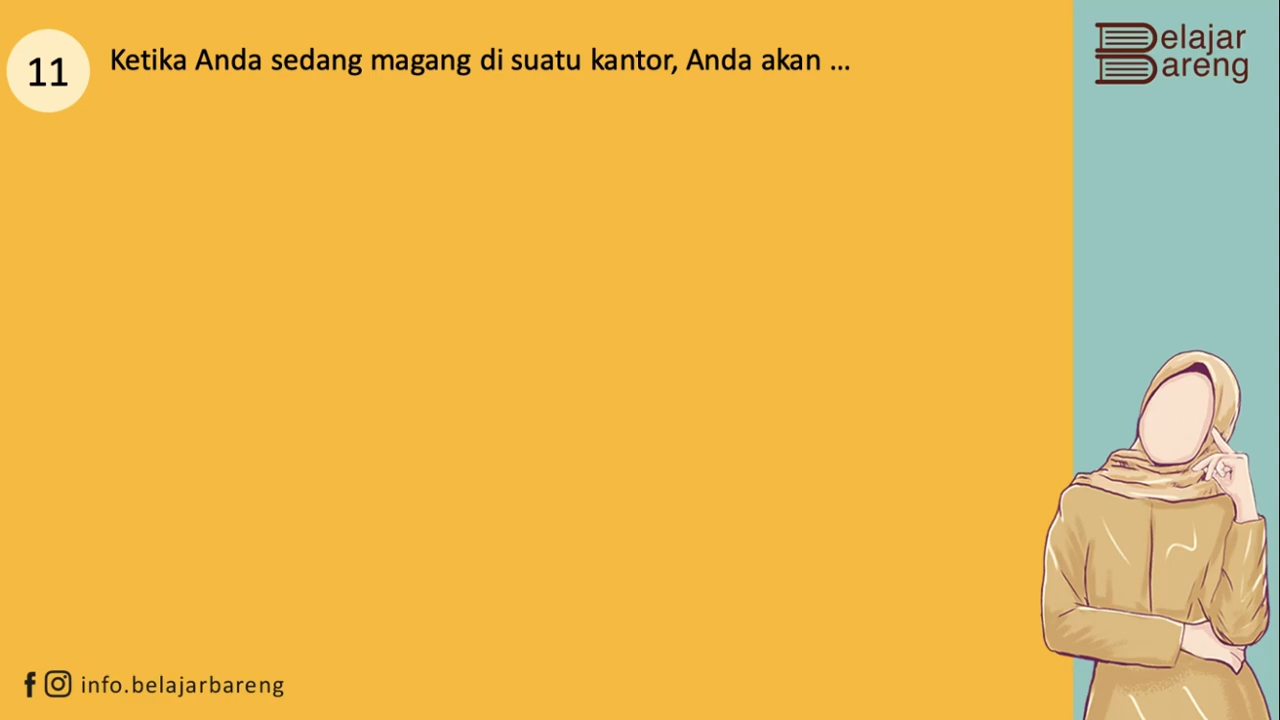 11
Ketika Anda sedang magang di suatu kantor, Anda akan ...
Belajar
Bareng
info.belajarbareng